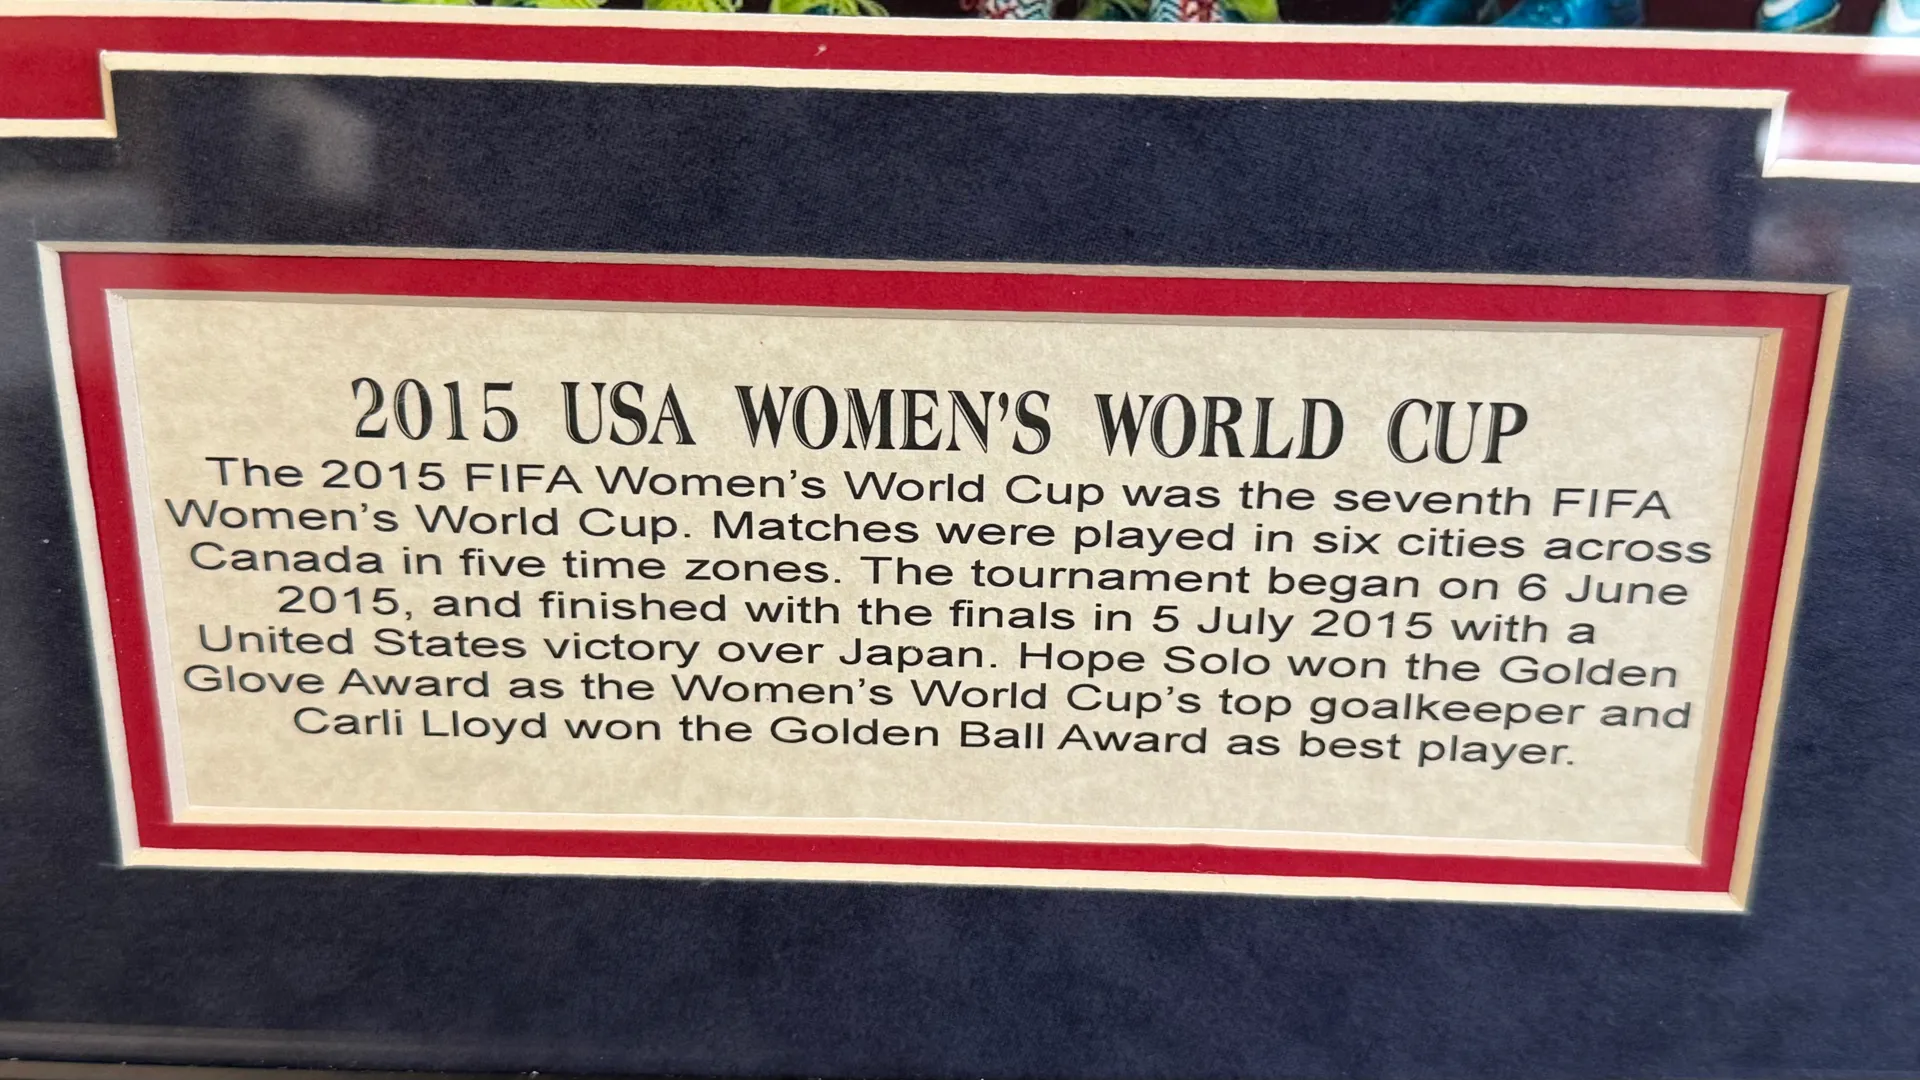 2015 USA WOMEN'S WORLD CUP
The 2015 FIFA Women's World Cup was the seventh FIFA
Women's World Cup. Matches were played in six cities across
Canada in five time zones. The tournament began on 6 June
2015, and finished with the finals in 5 July 2015 with a
United States victory over Japan. Hope Solo won the Golden
Glove Award as the Women's World Cup's top goalkeeper and
Carli Lloyd won the Golden Ball Award as best player.